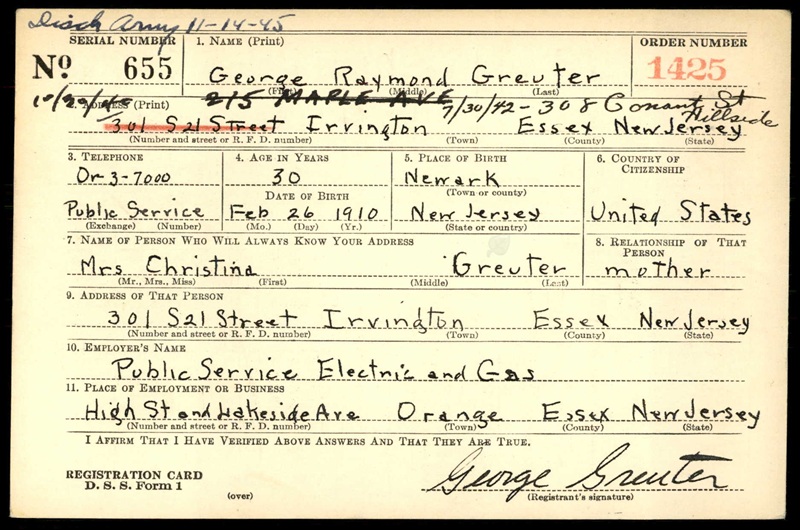 Disch Army 11-14-45
SERIAL NUMBER 1. NAME (Print) ORDER NUMBER
No 655 George Raymond Greuter 1425
(First) (Middle) (Last)
215 MAPLE AVE 7/30/42 - 308 Conant St
Hillside
2. ADDRESS (Print)
301 S21 Street Irvington Essex New Jersey
(Number and street or R. F. D. number) (Town) (County) (State)
3. TELEPHONE 4. AGE IN YEARS 5. PLACE OF BIRTH 6. COUNTRY OF CITIZENSHIP
Or-3-7000 30 Newark
DATE OF BIRTH (Town or county)
Public Service Feb 26 1910 New Jersey United States
(Exchange) (Number) (Mo.) (Day) (Yr.) (State or country)
7. NAME OF PERSON WHO WILL ALWAYS KNOW YOUR ADDRESS 8. RELATIONSHIP OF THAT PERSON
Mrs Christina Greuter mother
(Mr., Mrs., Miss) (First) (Middle) (Last)
9. ADDRESS OF THAT PERSON
301 S21 Street Irvington Essex New Jersey
(Number and street or R. F. D. number) (Town) (County) (State)
10. EMPLOYER'S NAME
Public Service Electric and Gas
11. PLACE OF EMPLOYMENT OR BUSINESS
High St and Lakeside Ave Orange Essex New Jersey
(Number and street or R. F. D. number) (Town) (County) (State)
I AFFIRM THAT I HAVE VERIFIED ABOVE ANSWERS AND THAT THEY ARE TRUE.
REGISTRATION CARD George Greuter
D. S. S. Form 1 (over) (Registrant's signature)